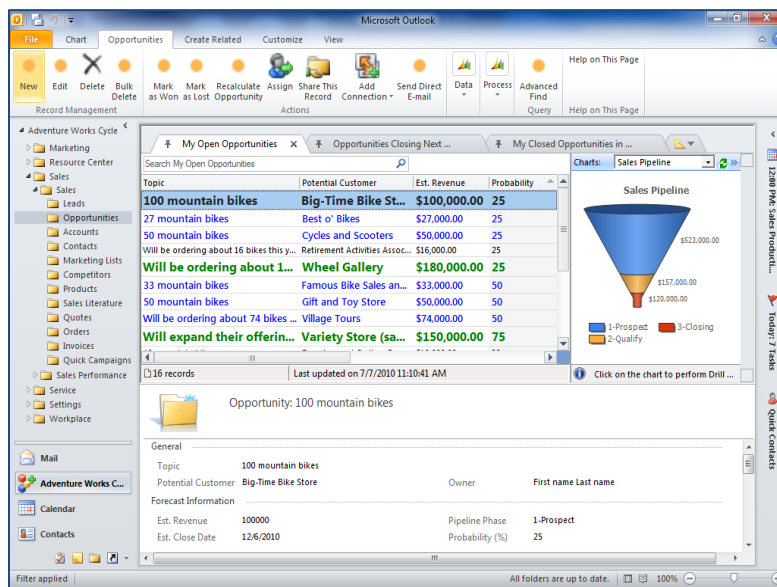 Microsoft Outlook
File Chart Opportunities Create Related Customize View
New Edit Delete Bulk Delete
Record Management
Mark as Won Mark as Lost Recalculate Opportunity Assign Share This Record Add Connection Send Direct E-mail
Actions
Data Process Advanced Find
Query
Help on This Page
Help on This Page
Adventure Works Cycle
Marketing
Resource Center
Sales
Sales
Leads
Opportunities
Accounts
Contacts
Marketing Lists
Competitors
Products
Sales Literature
Quotes
Orders
Invoices
Quick Campaigns
Sales Performance
Service
Settings
Workplace
Mail
Adventure Works C...
Calendar
Contacts
My Open Opportunities Opportunities Closing Next ... My Closed Opportunities in ...
Search My Open Opportunities
Topic Potential Customer Est. Revenue Probability
100 mountain bikes Big-Time Bike St... $100,000.00 25
27 mountain bikes Best o' Bikes $27,000.00 25
50 mountain bikes Cycles and Scooters $50,000.00 25
Will be ordering about 16 bikes this y... Retirement Activities Assoc... $16,000.00 25
Will be ordering about 1... Wheel Gallery $180,000.00 25
33 mountain bikes Famous Bike Sales an... $33,000.00 50
50 mountain bikes Gift and Toy Store $50,000.00 50
Will be ordering about 74 bikes ... Village Tours $74,000.00 50
Will expand their offerin... Variety Store (sa... $150,000.00 75
16 records Last updated on 7/7/2010 11:10:41 AM
Charts: Sales Pipeline
Sales Pipeline
$523,000.00
$157,000.00
$120,000.00
1-Prospect 3-Closing
2-Qualify
Click on the chart to perform Drill ...
Opportunity: 100 mountain bikes
General
Topic 100 mountain bikes
Potential Customer Big-Time Bike Store Owner First name Last name
Forecast Information
Est. Revenue 100000 Pipeline Phase 1-Prospect
Est. Close Date 12/6/2010 Probability (%) 25
12:00 PM: Sales Producti...
Today: 7 Tasks
Quick Contacts
Filter applied All folders are up to date. 100%